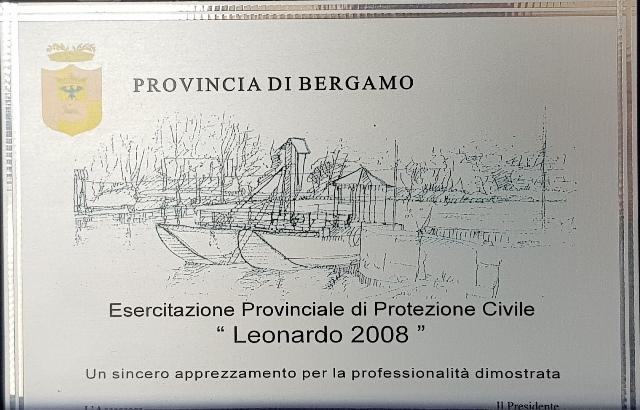 PROVINCIA DI BERGAMO
Esercitazione Provinciale di Protezione Civile
“ Leonardo 2008 ”
Un sincero apprezzamento per la professionalità dimostrata
Il Presidente